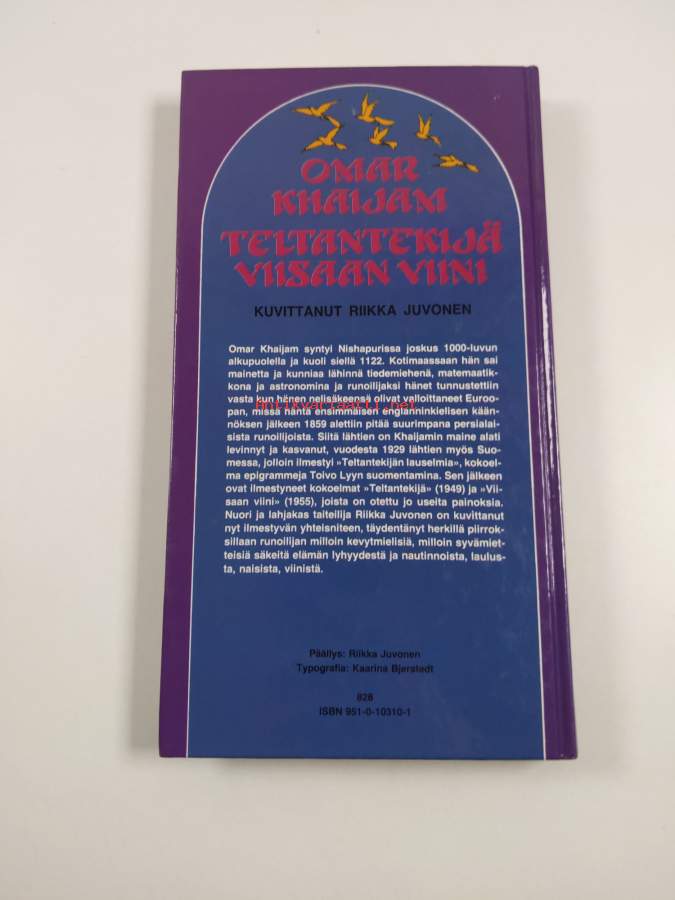 OMAR
KHAIJAM
TELTANTEKIJÄ
VIISAAN VIINI
KUVITTANUT RIIKKA JUVONEN
Omar Khaijam syntyi Nishapurissa joskus 1000-luvun
alkupuolella ja kuoli siellä 1122. Kotimaassaan hän sai
mainetta ja kunniaa lähinnä tiedemiehenä, matemaatik-
kona ja astronomina ja runoilijaksi hänet tunnustettiin
vasta kun hänen nelisäkeensä olivat valloittaneet Euroo-
antikvariaatti.net
pan, missä häntä ensimmäisen englanninkielisen kään-
nöksen jälkeen 1859 alettiin pitää suurimpana persialai-
sista runoilijoista. Siitä lähtien on Khaijamin maine alati
levinnyt ja kasvanut, vuodesta 1929 lähtien myös Suo-
messa, jolloin ilmestyi »Teltantekijän lauselmia», kokoel-
ma epigrammeja Toivo Lyyn suomentamina. Sen jälkeen
ovat ilmestyneet kokoelmat »Teltantekijä» (1949) ja »Vii-
saan viini» (1955), joista on otettu jo useita painoksia.
Nuori ja lahjakas taiteilija Riikka Juvonen on kuvittanut
nyt ilmestyvän yhteisniteen, täydentänyt herkillä piirrok-
sillaan runoilijan milloin kevytmielisiä, milloin syvämiet-
teisiä säkeitä elämän lyhyydestä ja nautinnoista, laulus-
ta, naisista, viinistä.
Päällys: Riikka Juvonen
Typografia: Kaarina Bjerstedt
828
ISBN 951-0-10310-1